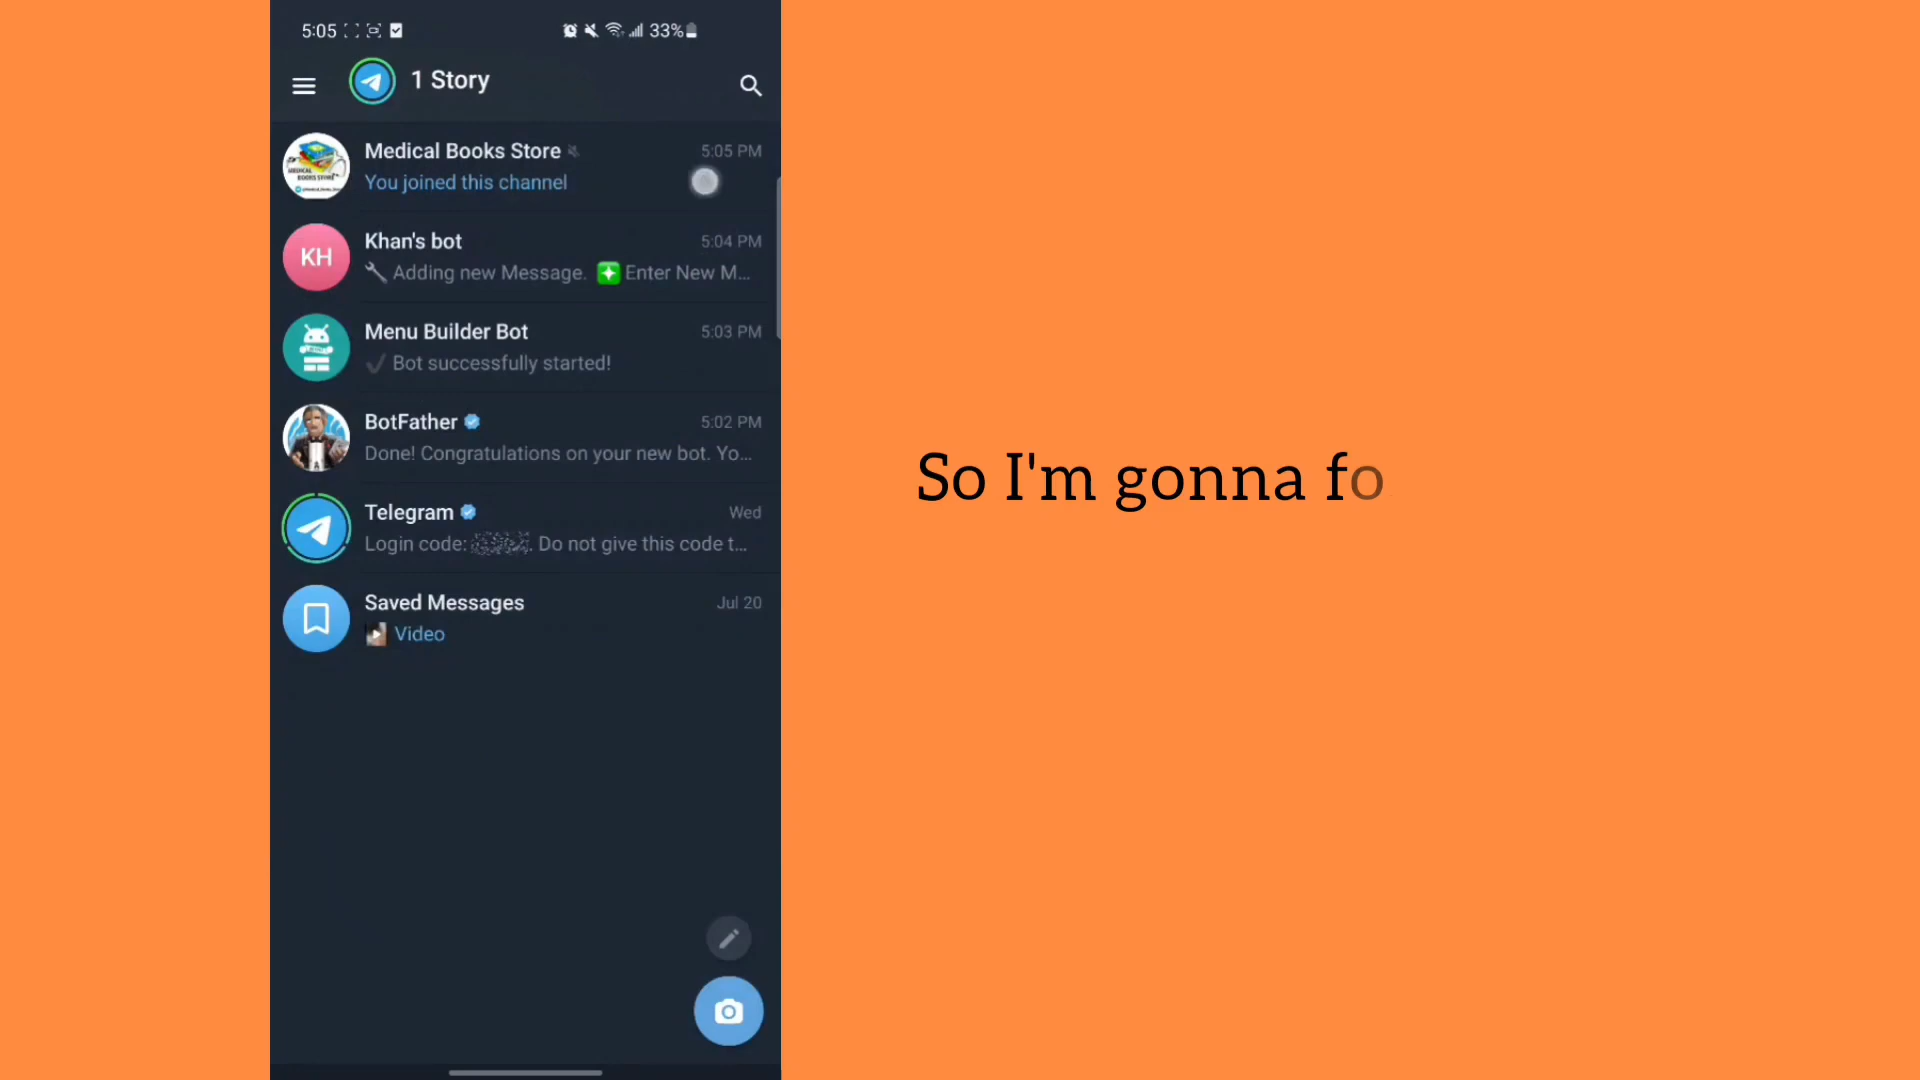 5:05 33%
1 Story
Medical Books Store 5:05 PM
You joined this channel
KH
Khan's bot 5:04 PM
Adding new Message. Enter New M...
Menu Builder Bot 5:03 PM
Bot successfully started!
BotFather 5:02 PM
Done! Congratulations on your new bot. Yo...
Telegram Wed
Login code: . Do not give this code t...
Saved Messages Jul 20
Video
So I'm gonna fo